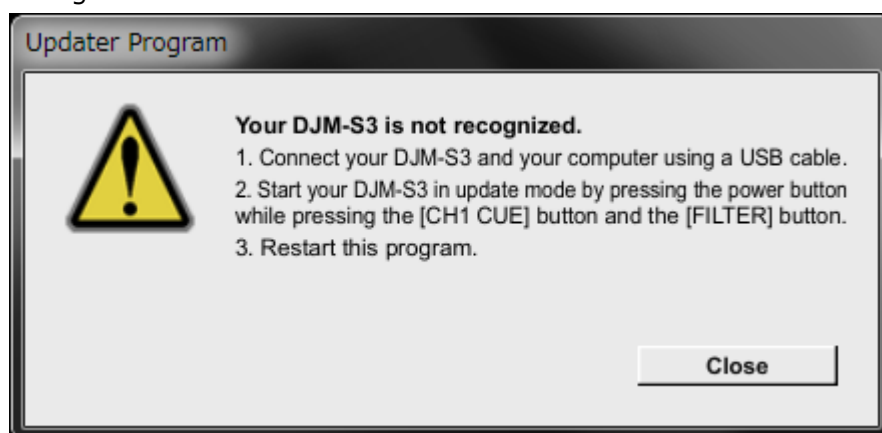 Updater Program
Your DJM-S3 is not recognized.
1. Connect your DJM-S3 and your computer using a USB cable.
2. Start your DJM-S3 in update mode by pressing the power button
while pressing the [CH1 CUE] button and the [FILTER] button.
3. Restart this program.
Close